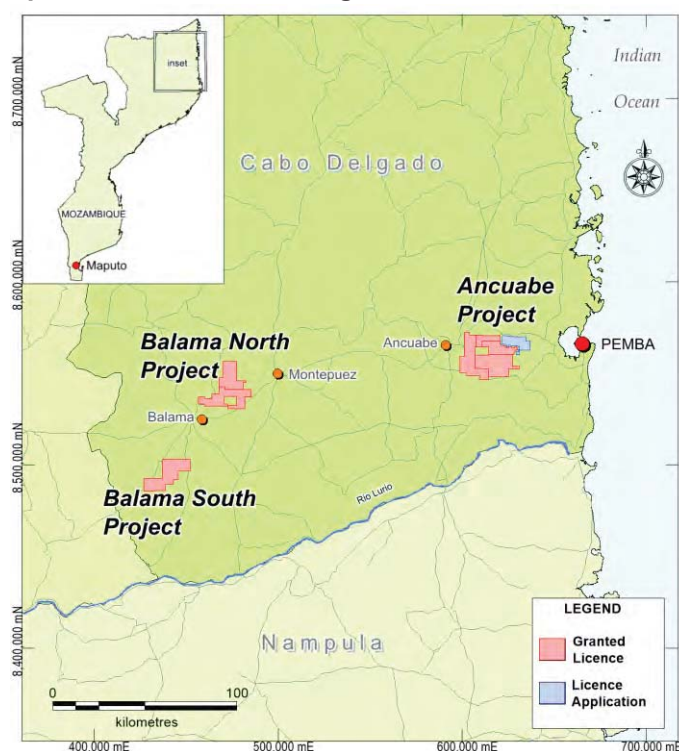 inset
MOZAMBIQUE
Maputo
Indian
Ocean
Cabo Delgado
Ancuabe
Project
Balama North
Project
Ancuabe
PEMBA
Montepuez
Balama
Balama South
Project
Rio Lurio
Nampula
LEGEND
Granted
Licence
Licence
Application
0
100
kilometres
8.700,000 mN
8.600,000 mN
8.500,000 mN
8.400,000 mN
400,000 mE
500,000 mE
600,000 mE
700,000 mE